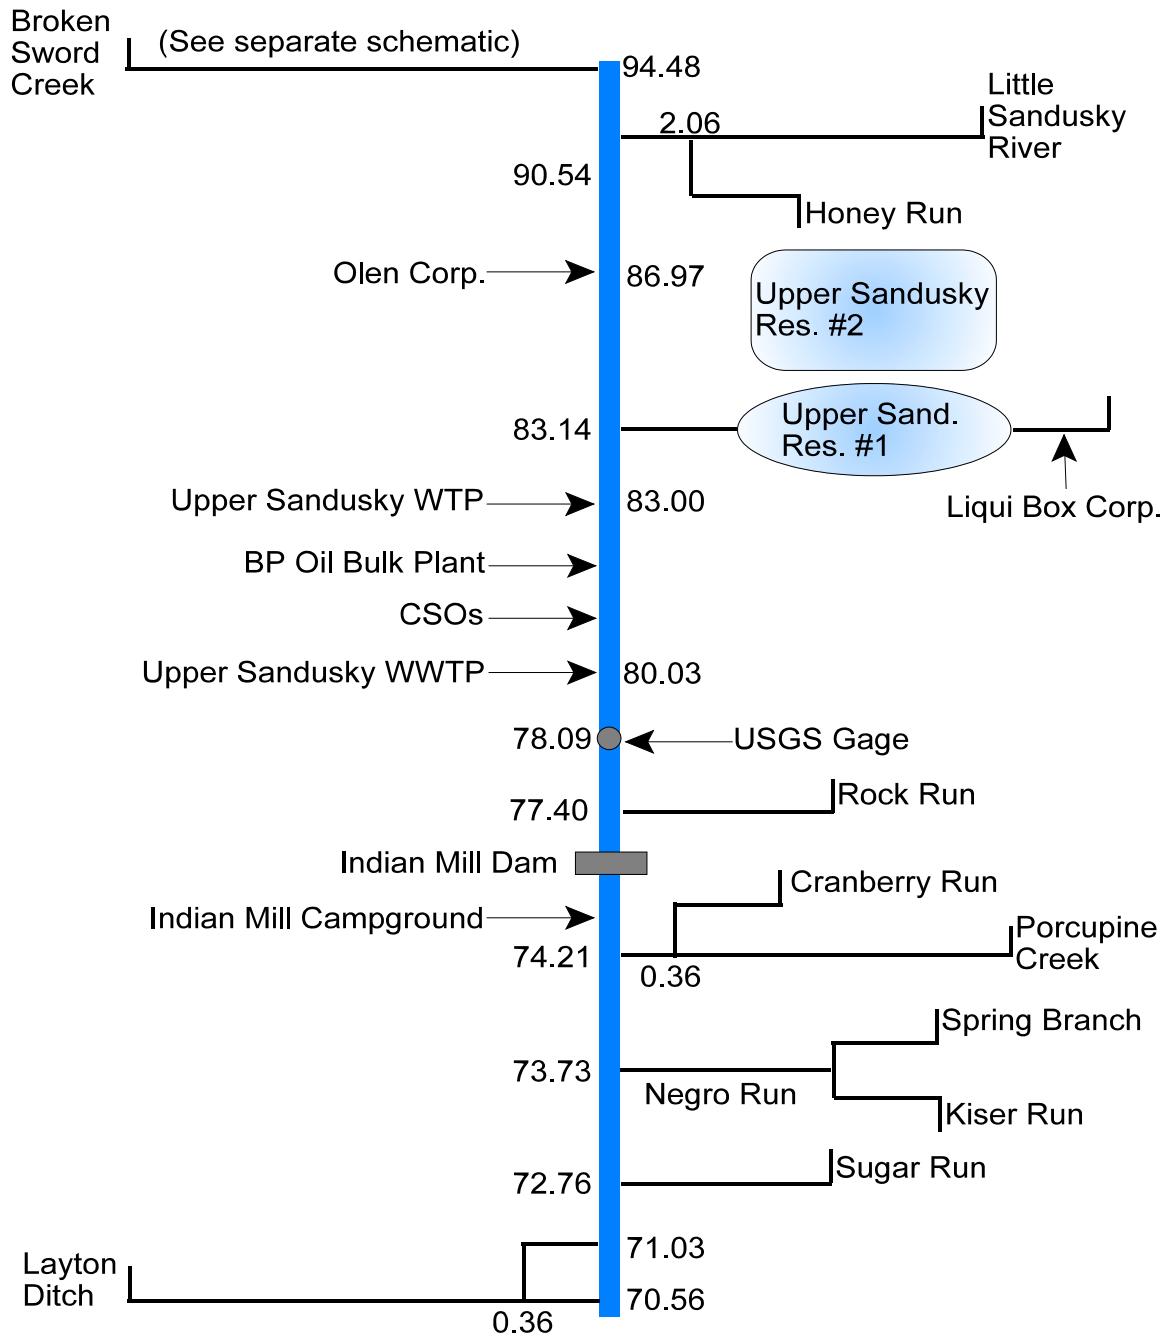 Broken
Sword
Creek
(See separate schematic)
94.48
Little
Sandusky
River
2.06
90.54
Honey Run
Olen Corp.
86.97
Upper Sandusky
Res. #2
83.14
Upper Sand.
Res. #1
Upper Sandusky WTP
83.00
Liqui Box Corp.
BP Oil Bulk Plant
CSOs
Upper Sandusky WWTP
80.03
78.09
USGS Gage
77.40
Rock Run
Indian Mill Dam
Cranberry Run
Indian Mill Campground
74.21
0.36
Porcupine
Creek
Spring Branch
73.73
Negro Run
Kiser Run
72.76
Sugar Run
71.03
Layton
Ditch
70.56
0.36